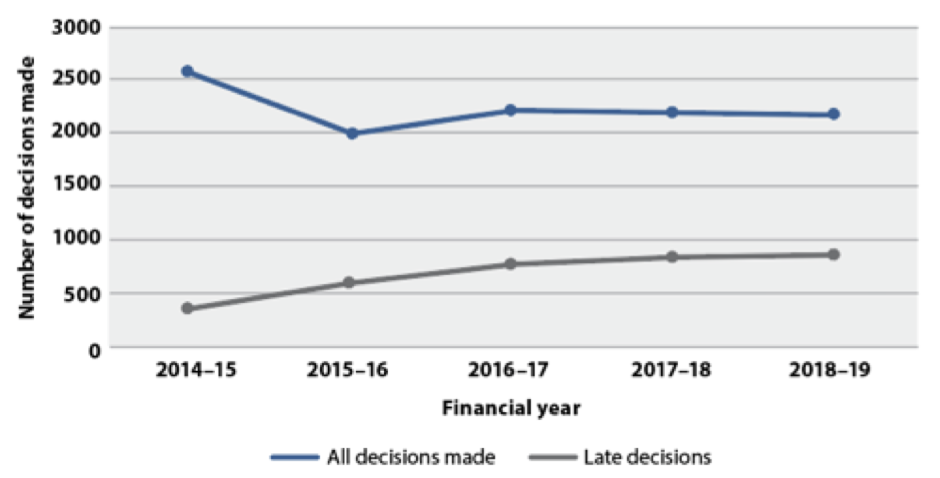 3000
2500
2000
1500
1000
500
0
Number of decisions made
2014–15 2015–16 2016–17 2017–18 2018–19
Financial year
All decisions made Late decisions